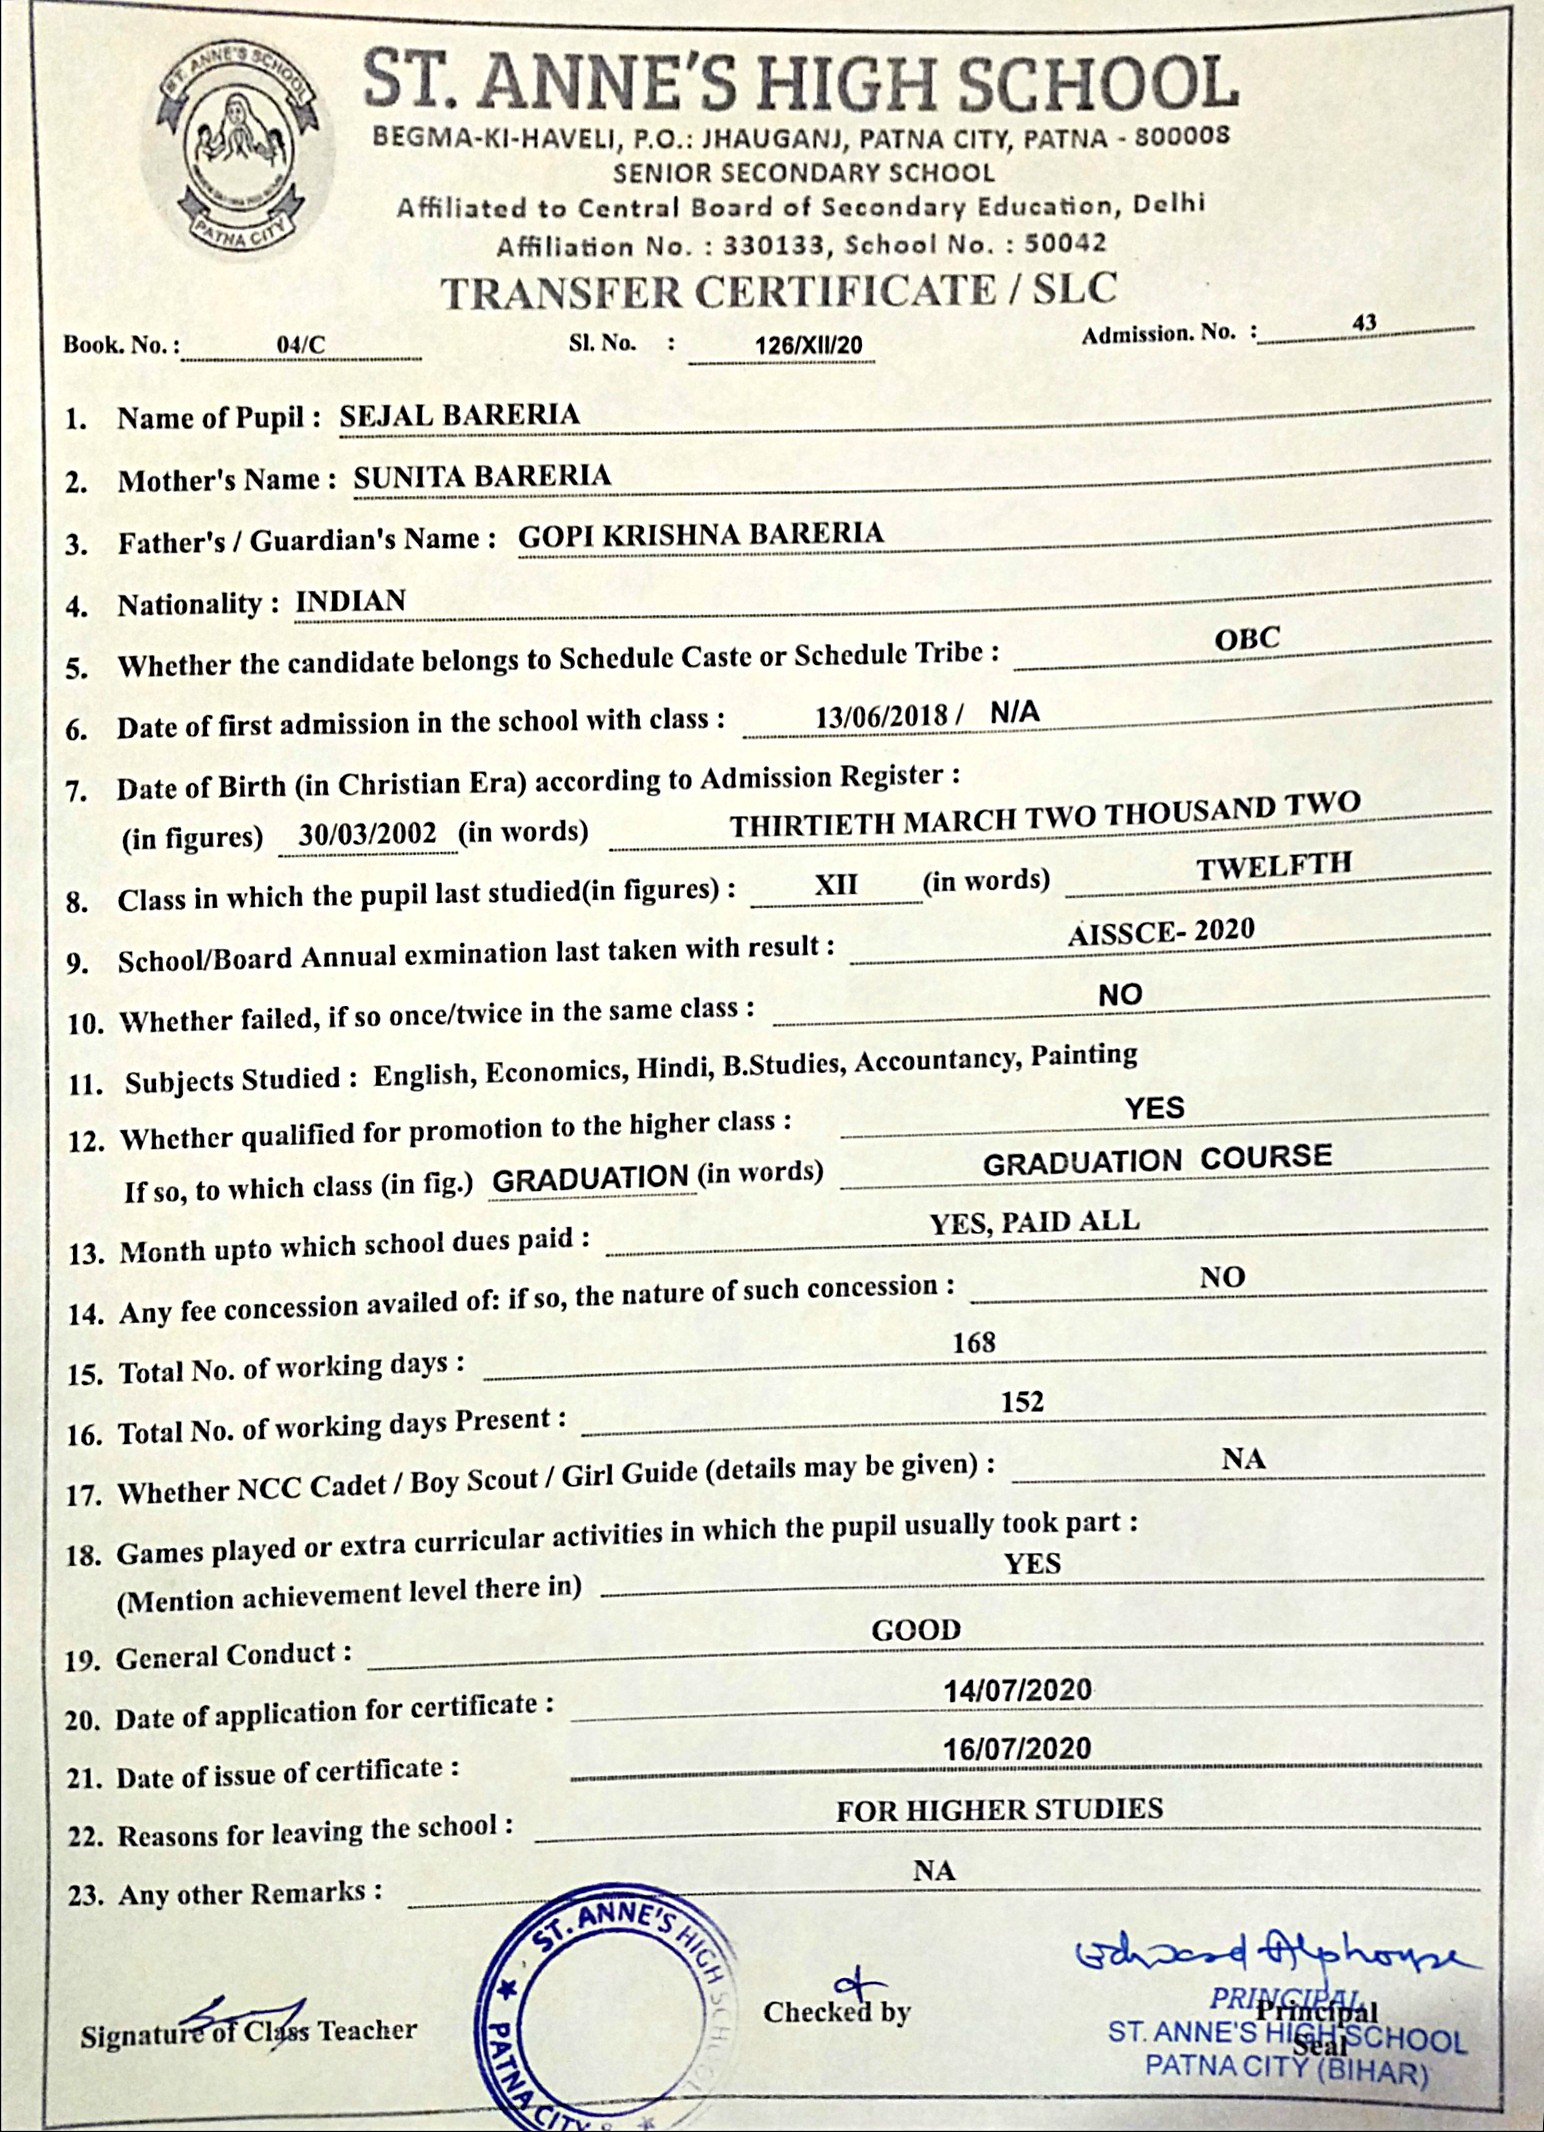 ST. ANNE'S SCHOOL
PATNA CITY
ST. ANNE'S HIGH SCHOOL
BEGMA-KI-HAVELI, P.O.: JHAUGANJ, PATNA CITY, PATNA - 800008
SENIOR SECONDARY SCHOOL
Affiliated to Central Board of Secondary Education, Delhi
Affiliation No. : 330133, School No. : 50042
TRANSFER CERTIFICATE / SLC
Book. No. : 04/C Sl. No. : 126/XII/20 Admission. No. : 43
1. Name of Pupil : SEJAL BARERIA
2. Mother's Name : SUNITA BARERIA
3. Father's / Guardian's Name : GOPI KRISHNA BARERIA
4. Nationality : INDIAN
5. Whether the candidate belongs to Schedule Caste or Schedule Tribe : OBC
6. Date of first admission in the school with class : 13/06/2018 / N/A
7. Date of Birth (in Christian Era) according to Admission Register :
(in figures) 30/03/2002 (in words) THIRTIETH MARCH TWO THOUSAND TWO
8. Class in which the pupil last studied(in figures) : XII (in words) TWELFTH
9. School/Board Annual exmination last taken with result : AISSCE- 2020
10. Whether failed, if so once/twice in the same class : NO
11. Subjects Studied : English, Economics, Hindi, B.Studies, Accountancy, Painting
12. Whether qualified for promotion to the higher class : YES
If so, to which class (in fig.) GRADUATION (in words) GRADUATION COURSE
13. Month upto which school dues paid : YES, PAID ALL
14. Any fee concession availed of: if so, the nature of such concession : NO
15. Total No. of working days : 168
16. Total No. of working days Present : 152
17. Whether NCC Cadet / Boy Scout / Girl Guide (details may be given) : NA
18. Games played or extra curricular activities in which the pupil usually took part :
(Mention achievement level there in) YES
19. General Conduct : GOOD
20. Date of application for certificate : 14/07/2020
21. Date of issue of certificate : 16/07/2020
22. Reasons for leaving the school : FOR HIGHER STUDIES
23. Any other Remarks : NA
ST. ANNE'S HIGH SCHOOL
PATNA CITY
Edward Alphonse
Signature of Class Teacher Checked by Principal
Seal
PRINCIPAL
ST. ANNE'S HIGH SCHOOL
PATNA CITY (BIHAR)